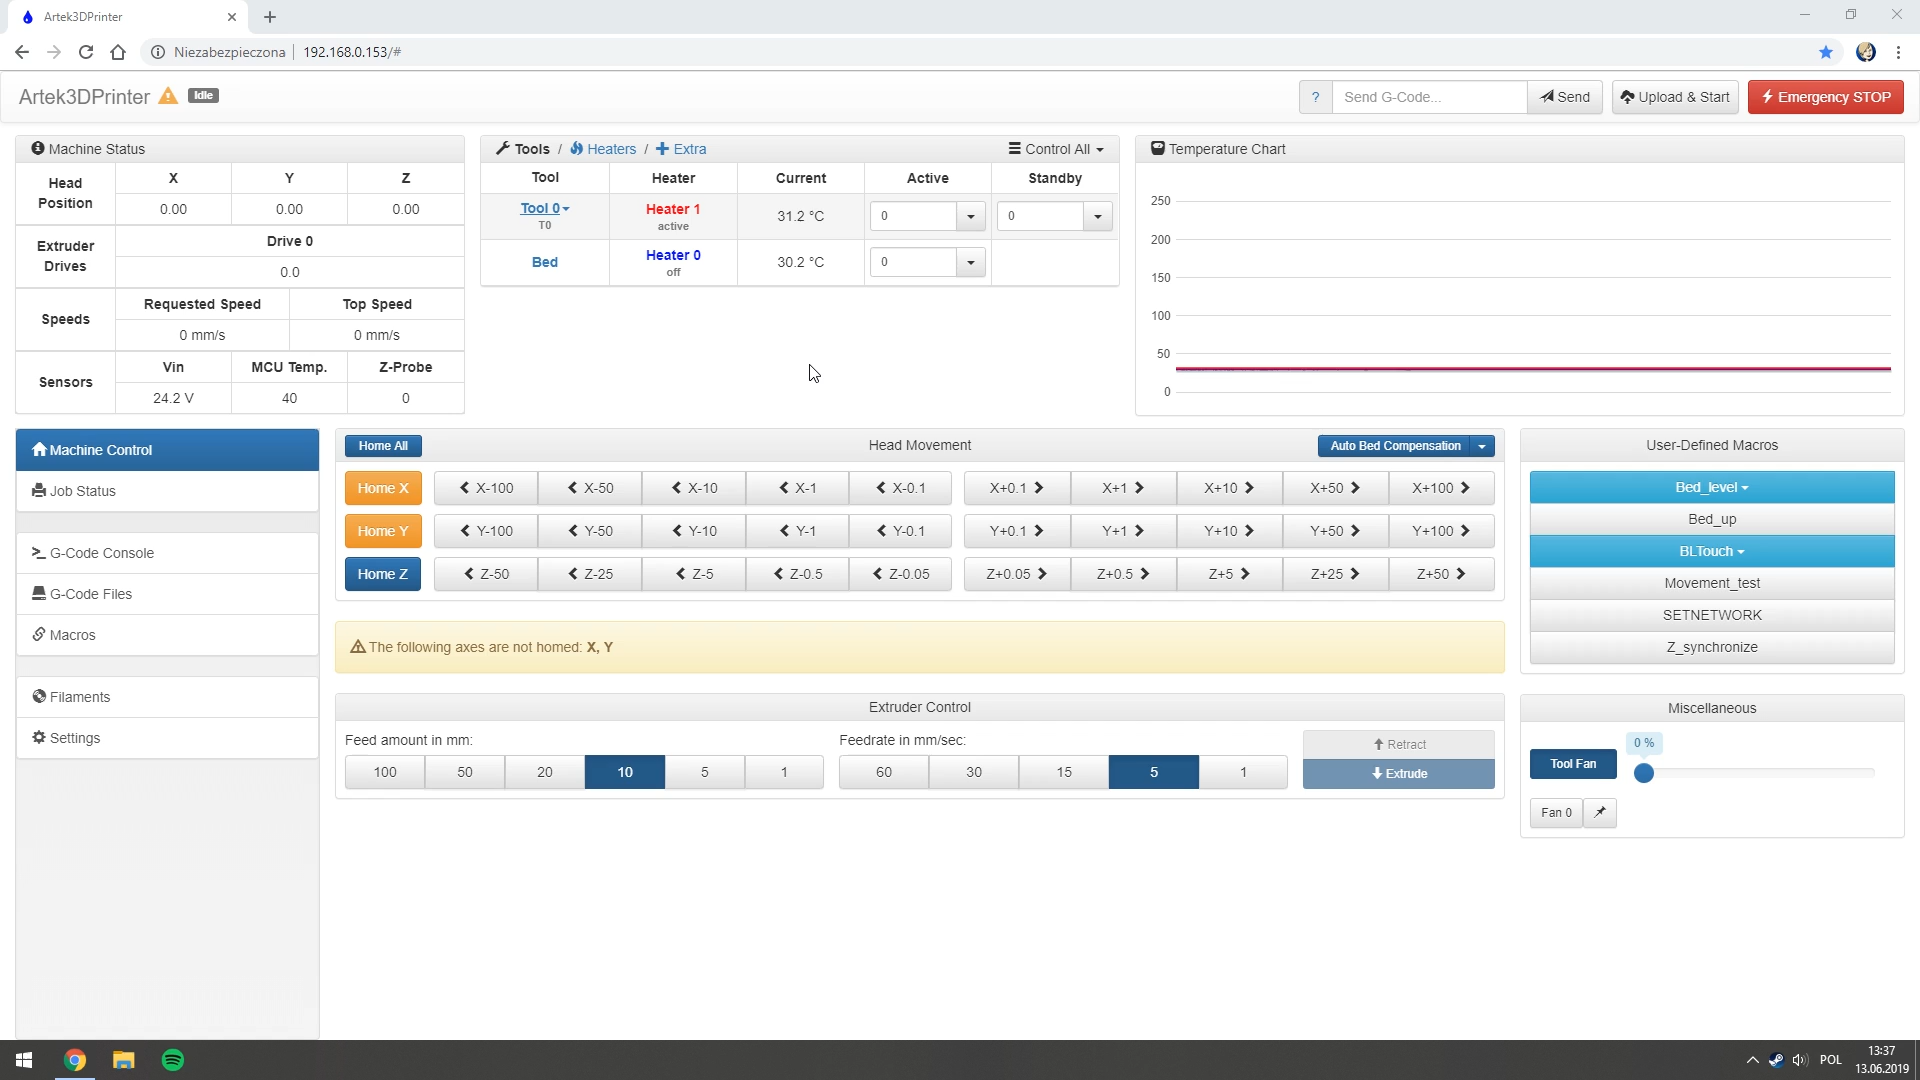 Artek3DPrinter
Niezabezpieczona 192.168.0.153/#
Artek3DPrinter Idle
? Send G-Code... Send Upload & Start Emergency STOP
Machine Status
Head Position X Y Z
0.00 0.00 0.00
Extruder Drives Drive 0
0.0
Speeds Requested Speed Top Speed
0 mm/s 0 mm/s
Sensors Vin MCU Temp. Z-Probe
24.2 V 40 0
Tools / Heaters / Extra Control All
Tool Heater Current Active Standby
Tool 0 Heater 1 31.2 °C 0 0
T0 active
Bed Heater 0 30.2 °C 0
off
Temperature Chart
250
200
150
100
50
0
Machine Control
Job Status
G-Code Console
G-Code Files
Macros
Filaments
Settings
Home All Head Movement Auto Bed Compensation
Home X X-100 X-50 X-10 X-1 X-0.1 X+0.1 X+1 X+10 X+50 X+100
Home Y Y-100 Y-50 Y-10 Y-1 Y-0.1 Y+0.1 Y+1 Y+10 Y+50 Y+100
Home Z Z-50 Z-25 Z-5 Z-0.5 Z-0.05 Z+0.05 Z+0.5 Z+5 Z+25 Z+50
The following axes are not homed: X, Y
Extruder Control
Feed amount in mm: Feedrate in mm/sec:
100 50 20 10 5 1 60 30 15 5 1
Retract
Extrude
User-Defined Macros
Bed_level
Bed_up
BLTouch
Movement_test
SETNETWORK
Z_synchronize
Miscellaneous
Tool Fan 0 %
Fan 0
POL 13:37
13.06.2019